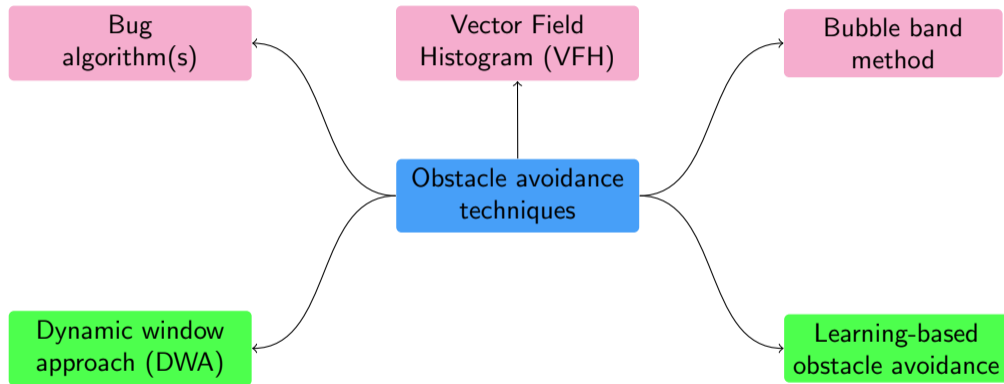 Bug
algorithm(s)
Vector Field
Histogram (VFH)
Bubble band
method
Obstacle avoidance
techniques
Dynamic window
approach (DWA)
Learning-based
obstacle avoidance